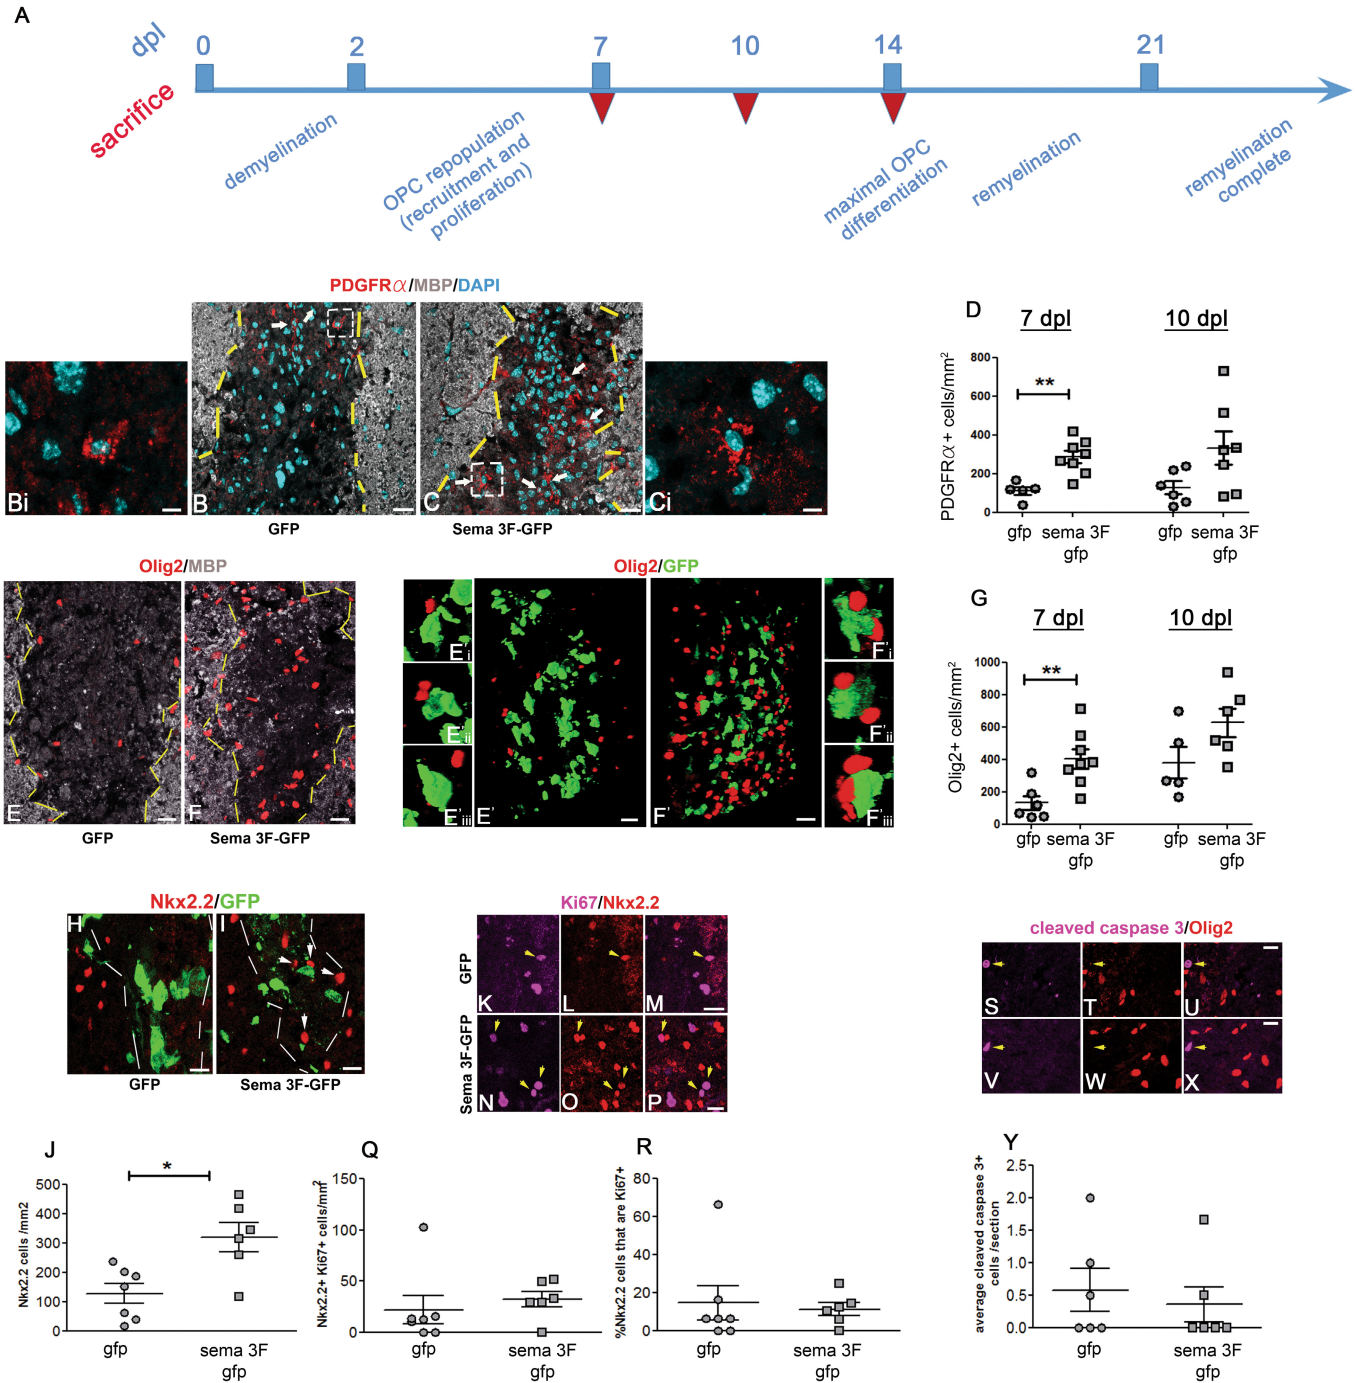 A
dpl
0
2
7
10
14
21
sacrifice
demyelination
OPC repopulation
(recruitment and
proliferation)
maximal OPC
differentiation
remyelination
remyelination
complete
PDGFRα/MBP/DAPI
Bi
B
C
Ci
GFP
Sema 3F-GFP
D
7 dpl
10 dpl
PDGFRα+ cells/mm²
800
600
400
200
0
**
gfp
sema 3F
gfp
gfp
sema 3F
gfp
Olig2/MBP
E
F
GFP
Sema 3F-GFP
Olig2/GFP
E'i
E'ii
E'iii
E'
F'
F'i
F'ii
F'iii
G
7 dpl
10 dpl
Olig2+ cells/mm²
1000
800
600
400
200
0
**
gfp
sema 3F
gfp
gfp
sema 3F
gfp
Nkx2.2/GFP
H
I
GFP
Sema 3F-GFP
Ki67/Nkx2.2
GFP
K
L
M
Sema 3F-GFP
N
O
P
cleaved caspase 3/Olig2
S
T
U
V
W
X
J
Nkx2.2 cells /mm2
500
400
300
200
100
0
*
gfp
sema 3F
gfp
Q
Nkx2.2+ Ki67+ cells/mm²
150
100
50
0
gfp
sema 3F
gfp
R
%Nkx2.2 cells that are Ki67+
80
60
40
20
0
gfp
sema 3F
gfp
Y
average cleaved caspase 3+
cells /section
2.5
2.0
1.5
1.0
0.5
0.0
gfp
sema 3F
gfp